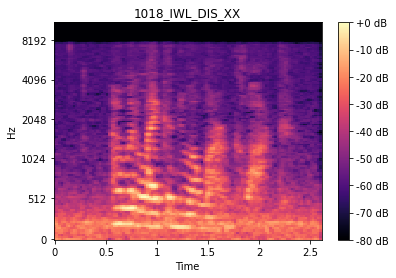 1018_IWL_DIS_XX
+0 dB
8192
-10 dB
4096
-20 dB
-30 dB
2048
Hz
-40 dB
1024
-50 dB
512
-60 dB
-70 dB
0
-80 dB
0 0.5 1 1.5 2 2.5
Time